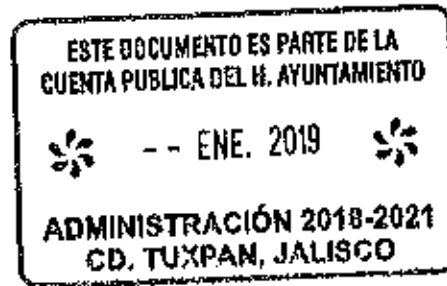 ESTE DOCUMENTO ES PARTE DE LA
CUENTA PUBLICA DEL H. AYUNTAMIENTO
-- ENE. 2019
ADMINISTRACIÓN 2018-2021
CD. TUXPAN, JALISCO